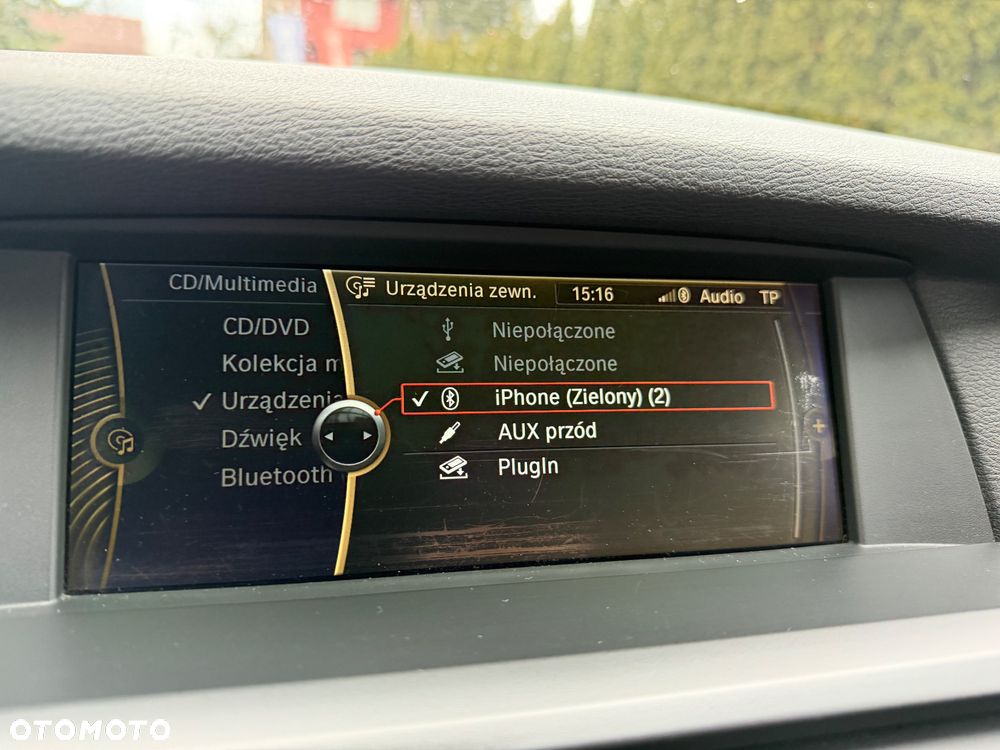 CD/Multimedia
CD/DVD
Kolekcja m
Urządzenia
Dźwięk
Bluetooth
Urządzenia zewn.
15:16
Audio TP
Niepołączone
Niepołączone
iPhone (Zielony) (2)
AUX przód
PlugIn
OTOMOTO